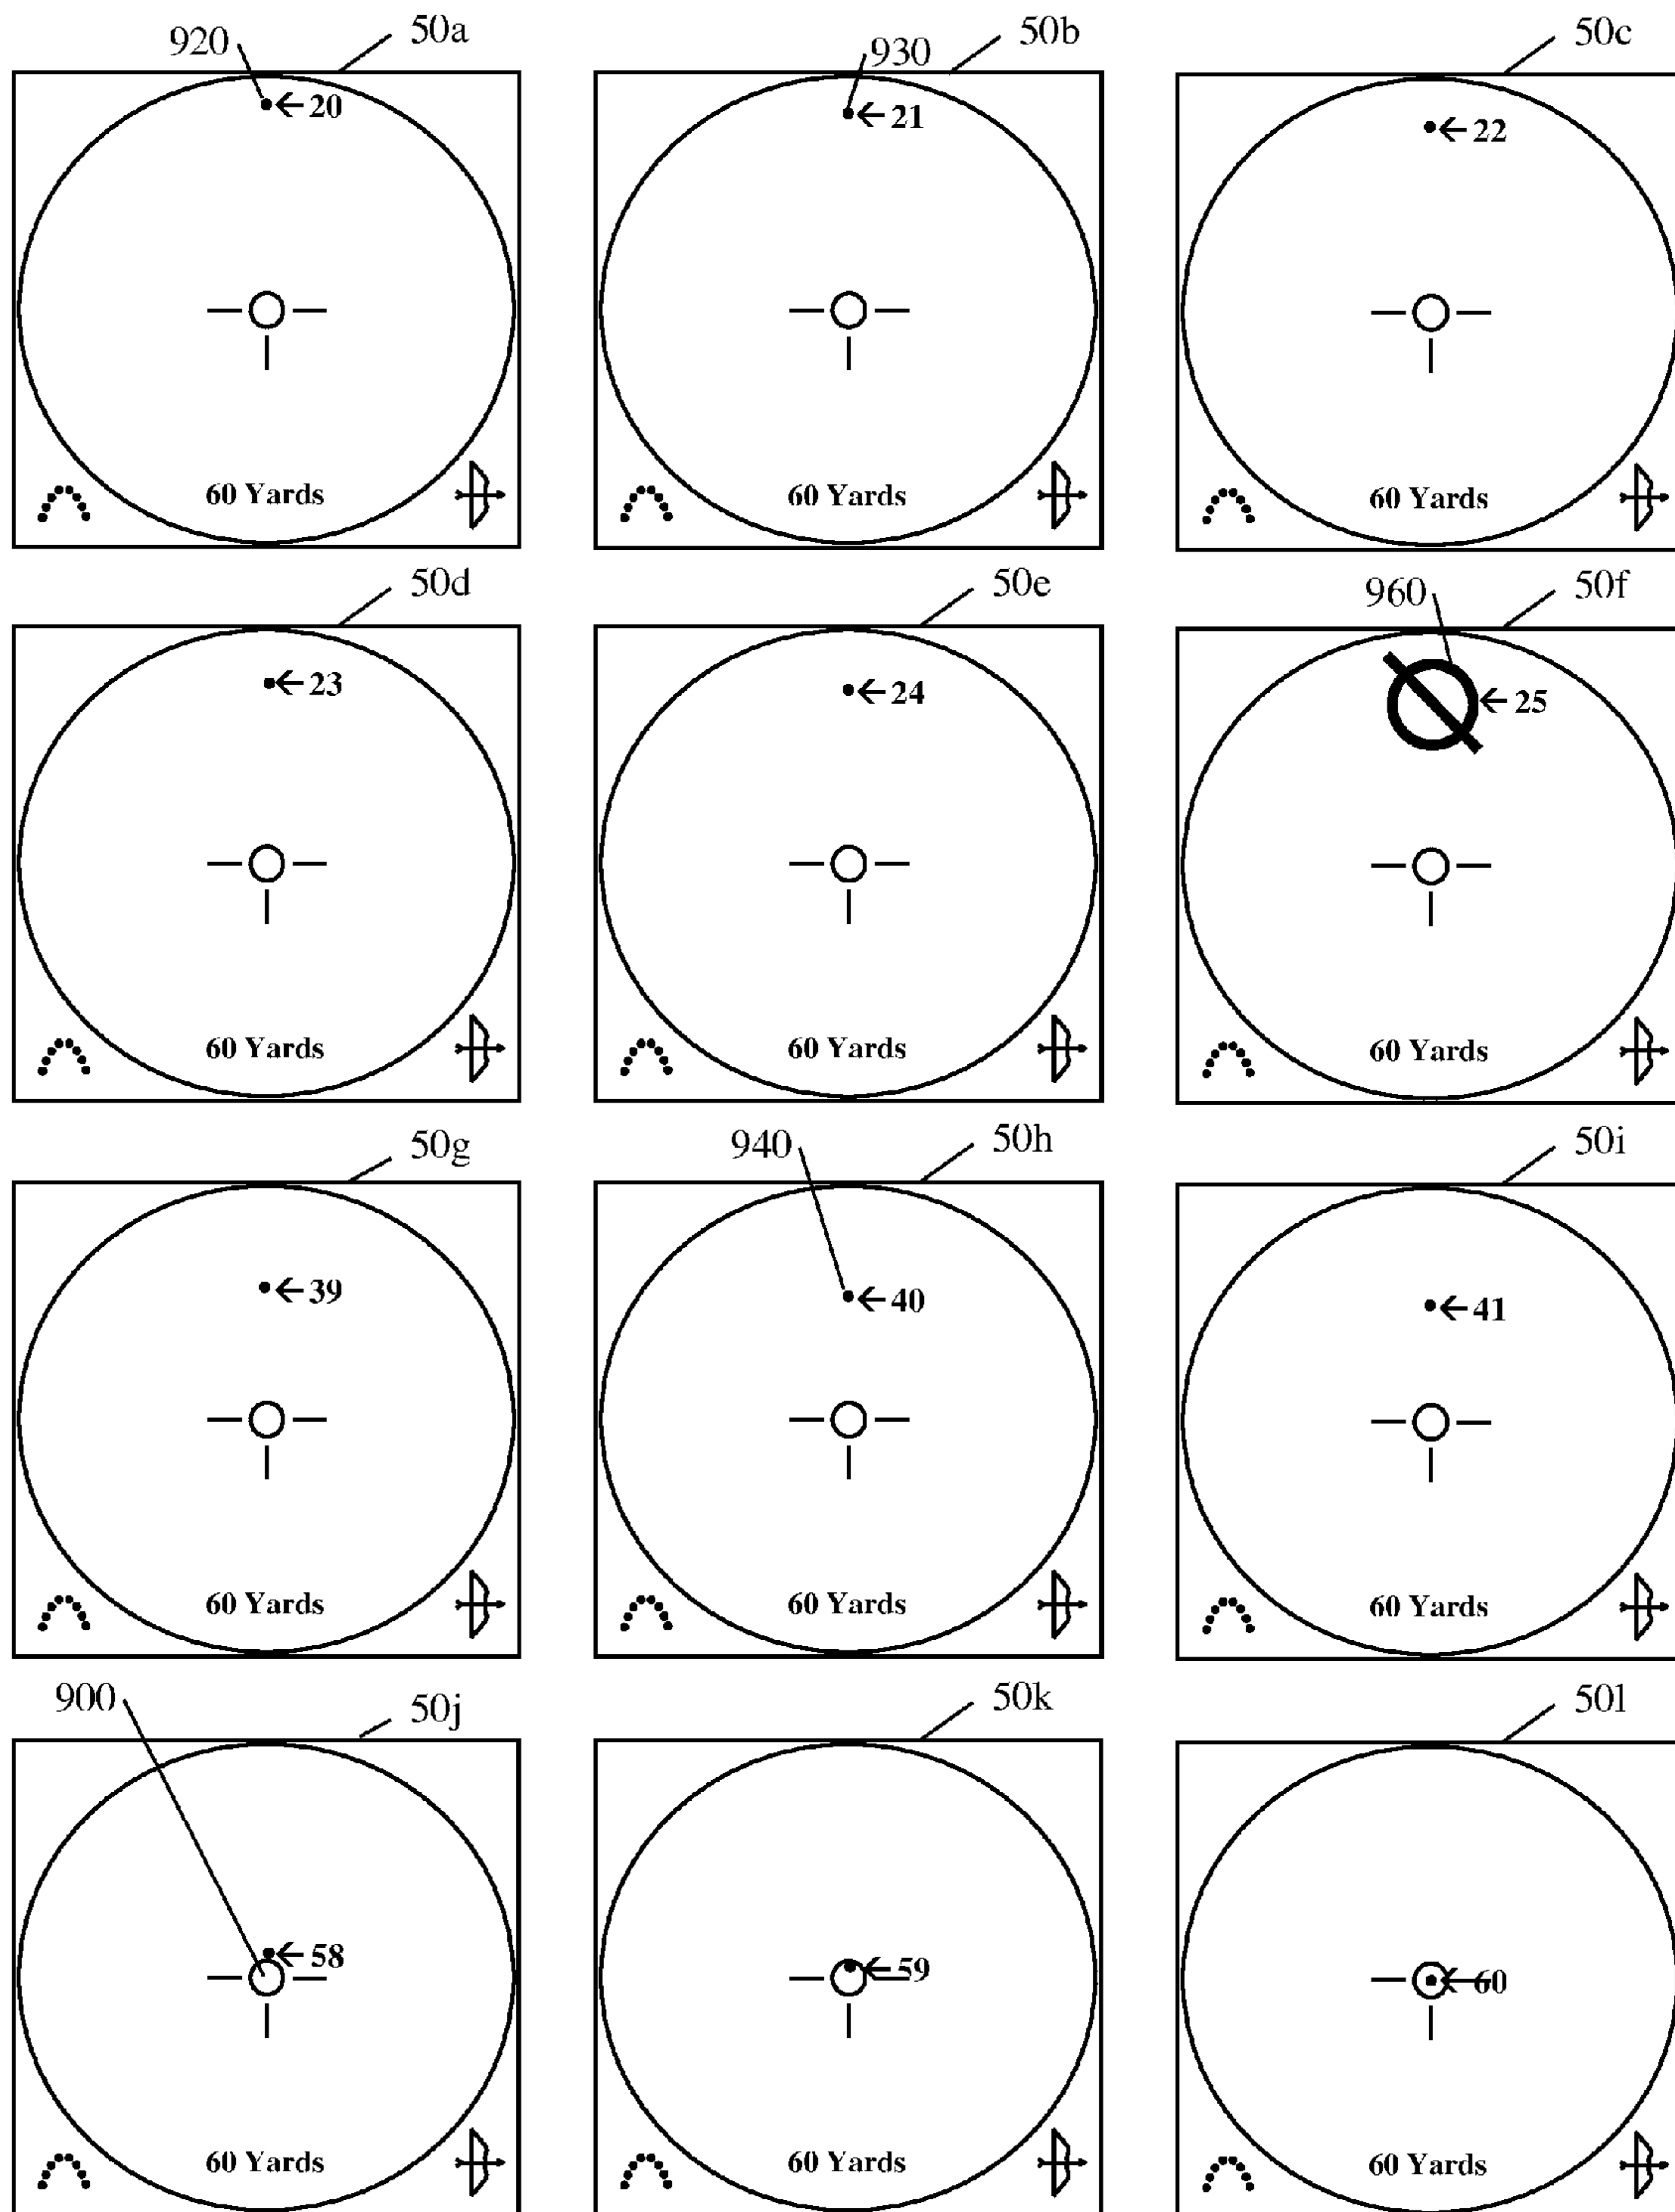 920 50a 930 50b 50c
←20 ←21 ←22
60 Yards 60 Yards 60 Yards
50d 50e 960 50f
←23 ←24 ←25
60 Yards 60 Yards 60 Yards
50g 940 50h 50i
←39 ←40 ←41
60 Yards 60 Yards 60 Yards
900 50j 50k 50l
←58 ←59 ←60
60 Yards 60 Yards 60 Yards